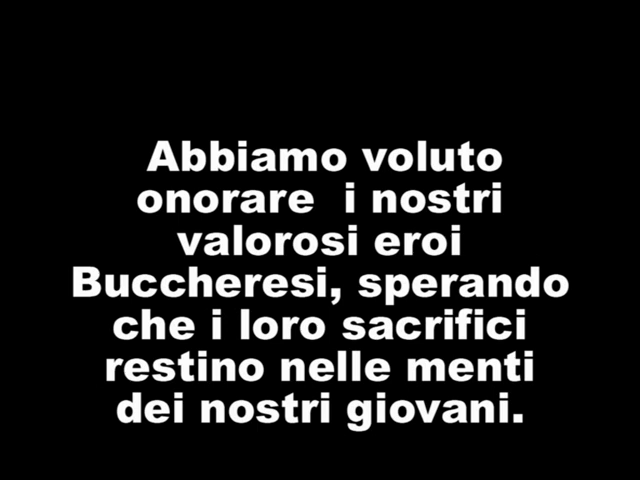 Abbiamo voluto
onorare  i nostri
valorosi eroi
Buccheresi, sperando
che i loro sacrifici
restino nelle menti
dei nostri giovani.